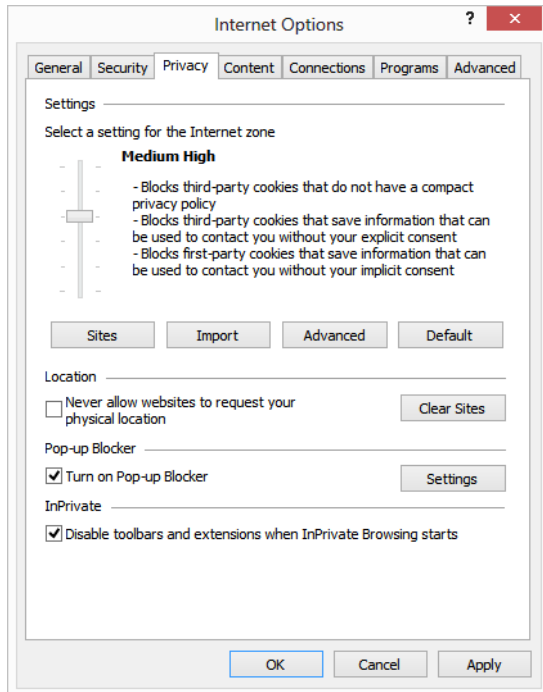 Internet Options
?
×
General Security Privacy Content Connections Programs Advanced
Settings
Select a setting for the Internet zone
Medium High
- Blocks third-party cookies that do not have a compact
privacy policy
- Blocks third-party cookies that save information that can
be used to contact you without your explicit consent
- Blocks first-party cookies that save information that can
be used to contact you without your implicit consent
Sites Import Advanced Default
Location
Never allow websites to request your
physical location
Clear Sites
Pop-up Blocker
Turn on Pop-up Blocker
Settings
InPrivate
Disable toolbars and extensions when InPrivate Browsing starts
OK Cancel Apply